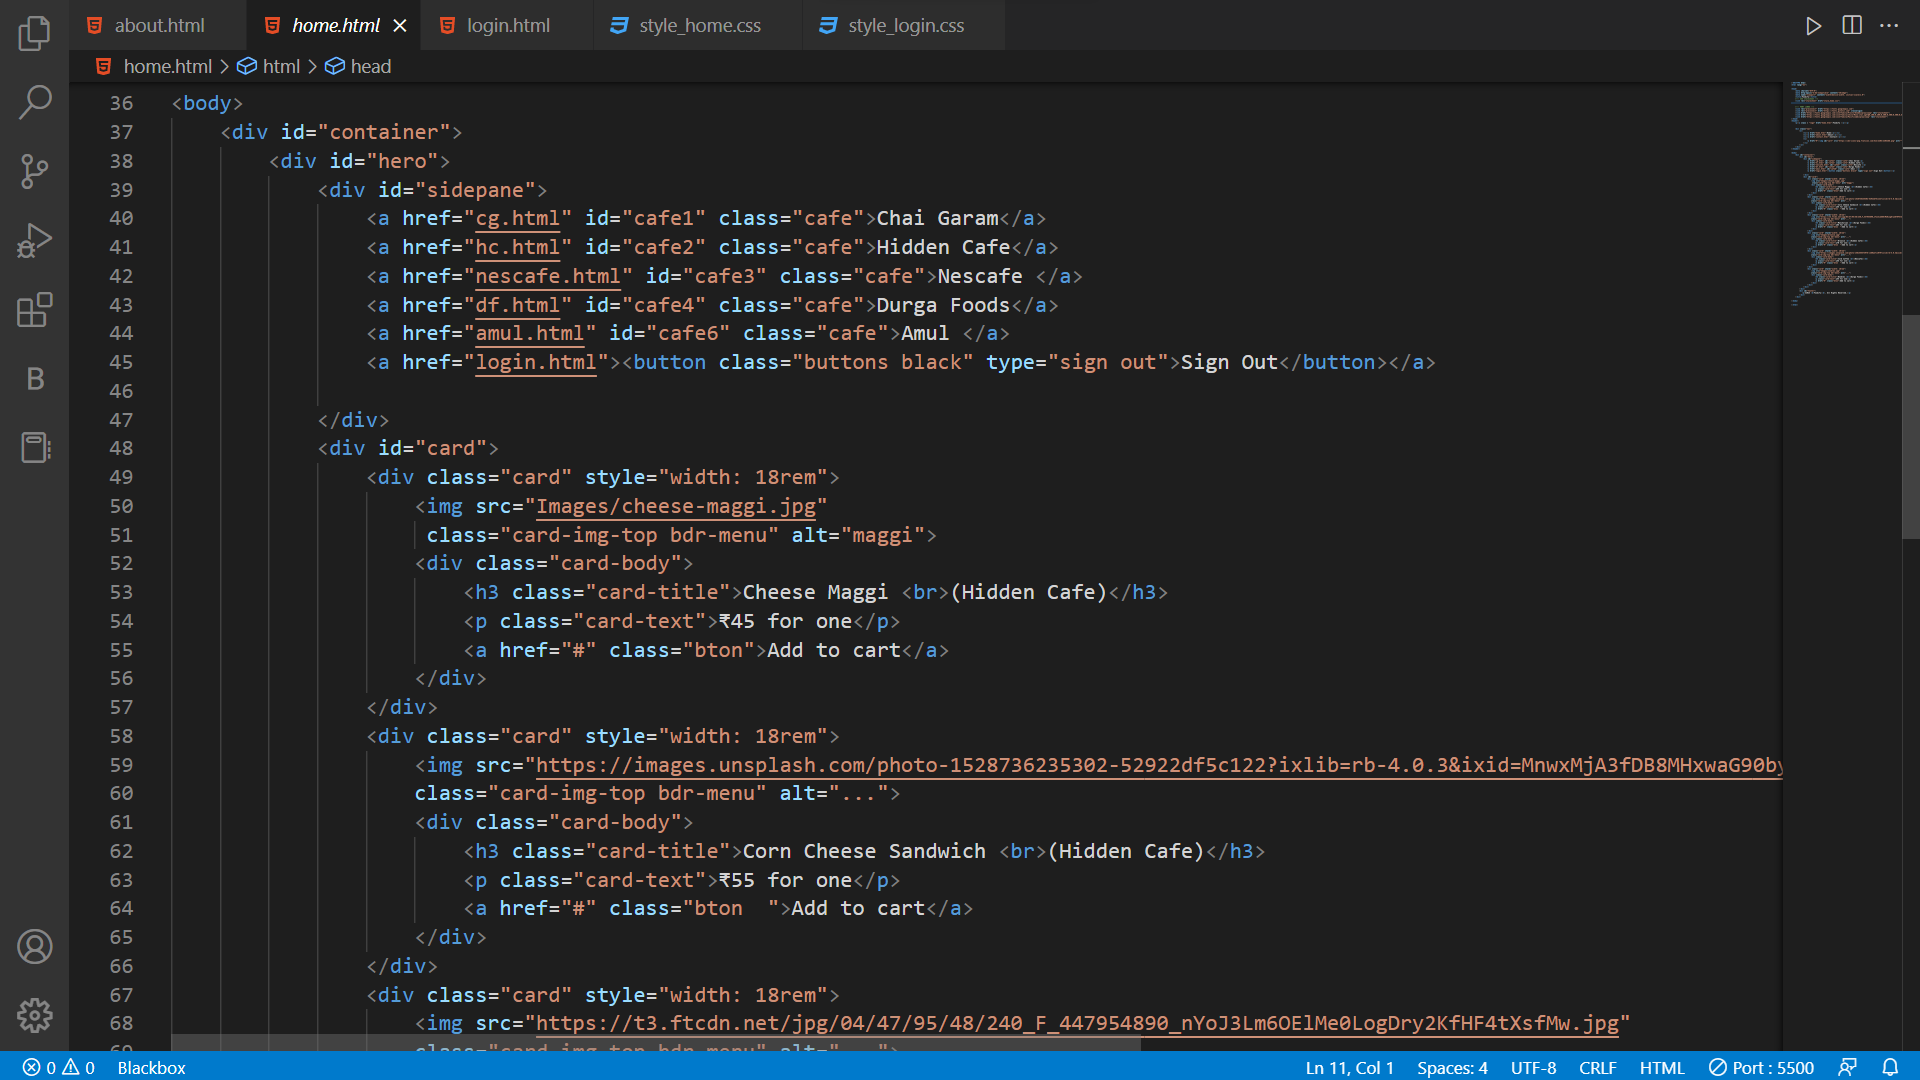 about.html home.html login.html style_home.css style_login.css
home.html > html > head
36 <body>
37 <div id="container">
38 <div id="hero">
39 <div id="sidepane">
40 <a href="cg.html" id="cafe1" class="cafe">Chai Garam</a>
41 <a href="hc.html" id="cafe2" class="cafe">Hidden Cafe</a>
42 <a href="nescafe.html" id="cafe3" class="cafe">Nescafe </a>
43 <a href="df.html" id="cafe4" class="cafe">Durga Foods</a>
44 <a href="amul.html" id="cafe6" class="cafe">Amul </a>
45 <a href="login.html"><button class="buttons black" type="sign out">Sign Out</button></a>
46
47 </div>
48 <div id="card">
49 <div class="card" style="width: 18rem">
50 <img src="Images/cheese-maggi.jpg"
51 class="card-img-top bdr-menu" alt="maggi">
52 <div class="card-body">
53 <h3 class="card-title">Cheese Maggi <br>(Hidden Cafe)</h3>
54 <p class="card-text">₹45 for one</p>
55 <a href="#" class="bton">Add to cart</a>
56 </div>
57 </div>
58 <div class="card" style="width: 18rem">
59 <img src="https://images.unsplash.com/photo-1528736235302-52922df5c122?ixlib=rb-4.0.3&ixid=MnwxMjA3fDB8MHxwaG90by
60 class="card-img-top bdr-menu" alt="...">
61 <div class="card-body">
62 <h3 class="card-title">Corn Cheese Sandwich <br>(Hidden Cafe)</h3>
63 <p class="card-text">₹55 for one</p>
64 <a href="#" class="bton  ">Add to cart</a>
65 </div>
66 </div>
67 <div class="card" style="width: 18rem">
68 <img src="https://t3.ftcdn.net/jpg/04/47/95/48/240_F_447954890_nYoJ3Lm6OElMe0LogDry2KfHF4tXsfMw.jpg"
69 class="card-img-top bdr-menu" alt="...">
0 0 Blackbox Ln 11, Col 1 Spaces: 4 UTF-8 CRLF HTML Port : 5500